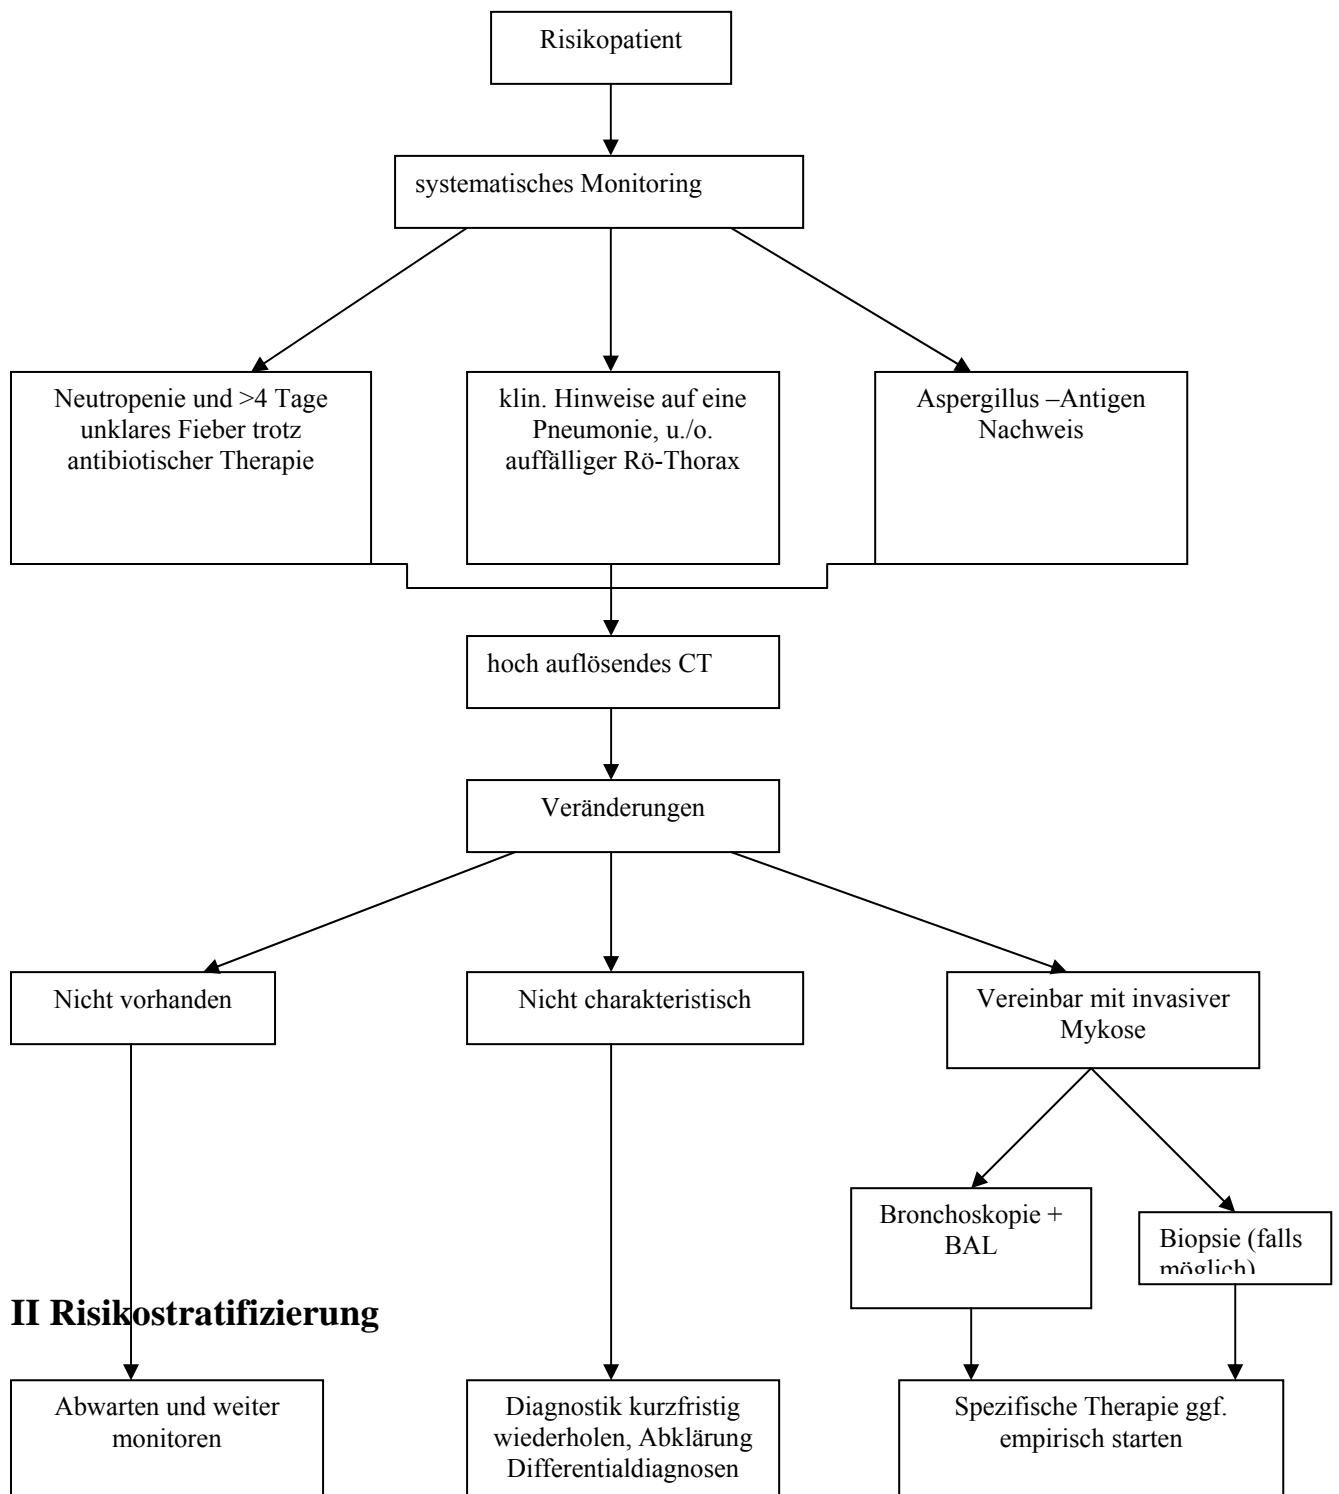 Risikopatient
systematisches Monitoring
Neutropenie und >4 Tage
unklares Fieber trotz
antibiotischer Therapie
klin. Hinweise auf eine
Pneumonie, u./o.
auffälliger Rö-Thorax
Aspergillus –Antigen
Nachweis
hoch auflösendes CT
Veränderungen
Nicht vorhanden
Nicht charakteristisch
Vereinbar mit invasiver
Mykose
Bronchoskopie +
BAL
Biopsie (falls
möglich)
II Risikostratifizierung
Abwarten und weiter
monitoren
Diagnostik kurzfristig
wiederholen, Abklärung
Differentialdiagnosen
Spezifische Therapie ggf.
empirisch starten